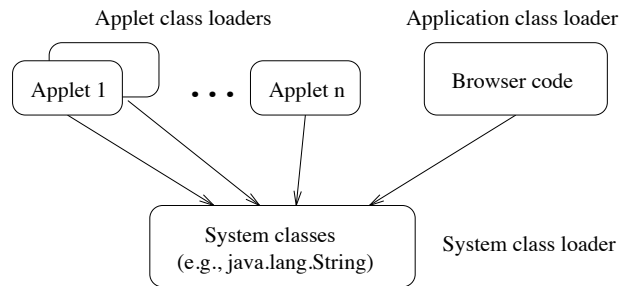 Applet class loaders
Application class loader
Applet 1
. . .
Applet n
Browser code
System classes
(e.g., java.lang.String)
System class loader